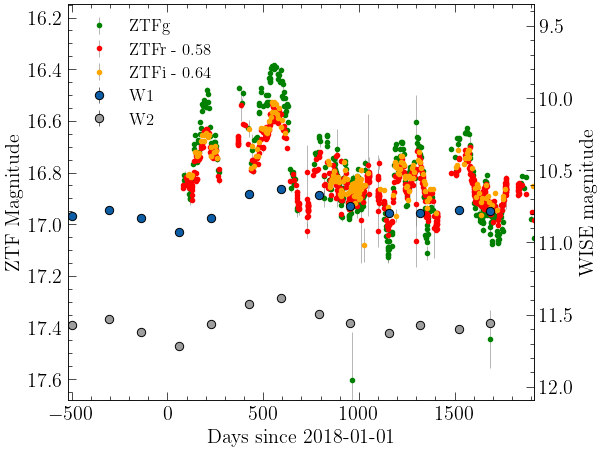 ZTFg
ZTFr - 0.58
ZTFi - 0.64
W1
W2
ZTF Magnitude
16.2
16.4
16.6
16.8
17.0
17.2
17.4
17.6
WISE magnitude
9.5
10.0
10.5
11.0
11.5
12.0
−500
0
500
1000
1500
Days since 2018-01-01